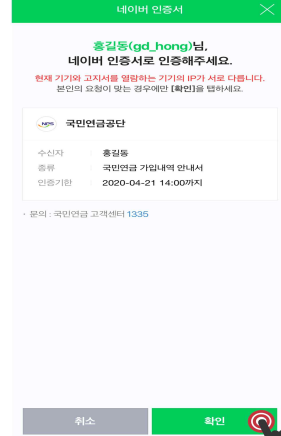 네이버 인증서
홍길동(gd_hong)님,
네이버 인증서로 인증해주세요.
현재 기기와 고지서를 열람하는 기기의 IP가 서로 다릅니다.
본인의 요청이 맞는 경우에만 [확인]을 탭하세요.
NPS 국민연금공단
수신자 홍길동
종류 국민연금 가입내역 안내서
인증기한 2020-04-21 14:00까지
· 문의 : 국민연금 고객센터 1335
취소 확인